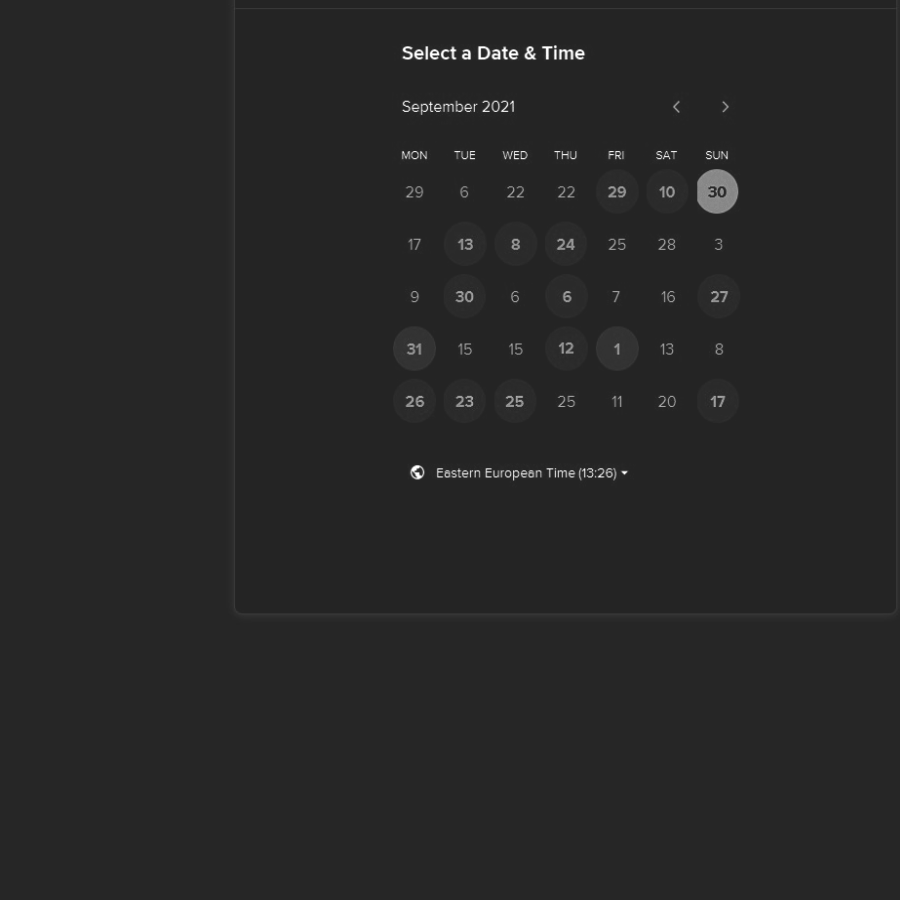 Select a Date & Time
September 2021
MON TUE WED THU FRI SAT SUN
29 6 22 22 29 10 30
17 13 8 24 25 28 3
9 30 6 6 7 16 27
31 15 15 12 1 13 8
26 23 25 25 11 20 17
Eastern European Time (13:26)